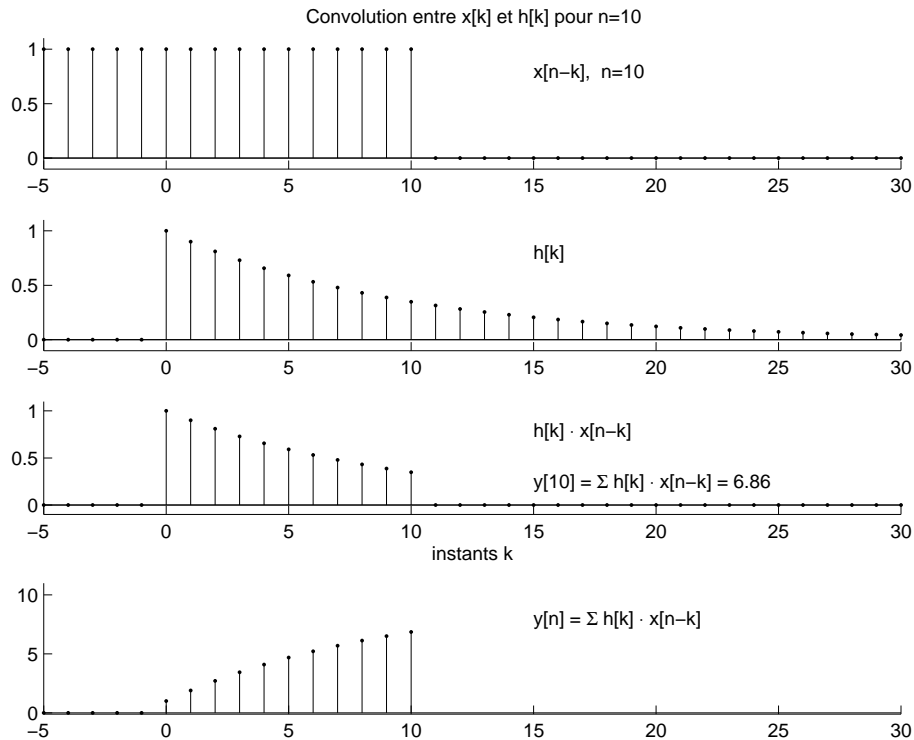 Convolution entre x[k] et h[k] pour n=10
1
0.5
0
x[n−k],  n=10
−5 0 5 10 15 20 25 30
1
0.5
0
h[k]
−5 0 5 10 15 20 25 30
1
0.5
0
h[k] · x[n−k]
y[10] = Σ h[k] · x[n−k] = 6.86
−5 0 5 10 15 20 25 30
instants k
10
5
0
y[n] = Σ h[k] · x[n−k]
−5 0 5 10 15 20 25 30